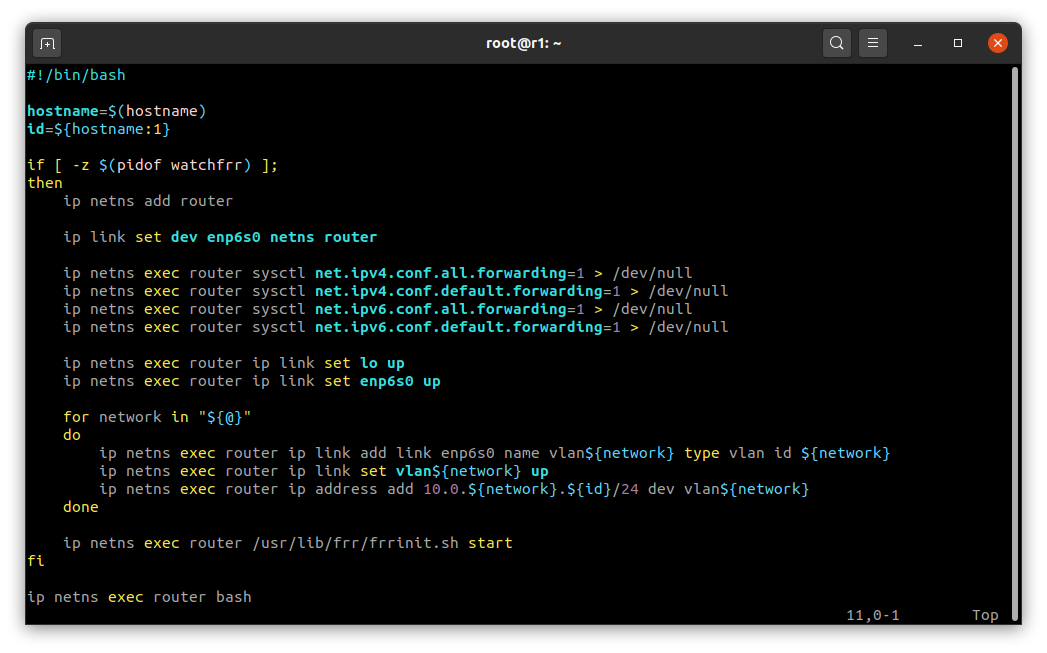 root@r1: ~
#!/bin/bash
hostname=$(hostname)
id=${hostname:1}
if [ -z $(pidof watchfrr) ];
then
    ip netns add router
    ip link set dev enp6s0 netns router
    ip netns exec router sysctl net.ipv4.conf.all.forwarding=1 > /dev/null
    ip netns exec router sysctl net.ipv4.conf.default.forwarding=1 > /dev/null
    ip netns exec router sysctl net.ipv6.conf.all.forwarding=1 > /dev/null
    ip netns exec router sysctl net.ipv6.conf.default.forwarding=1 > /dev/null
    ip netns exec router ip link set lo up
    ip netns exec router ip link set enp6s0 up
    for network in "${@}"
    do
        ip netns exec router ip link add link enp6s0 name vlan${network} type vlan id ${network}
        ip netns exec router ip link set vlan${network} up
        ip netns exec router ip address add 10.0.${network}.${id}/24 dev vlan${network}
    done
    ip netns exec router /usr/lib/frr/frrinit.sh start
fi
ip netns exec router bash
11,0-1 Top